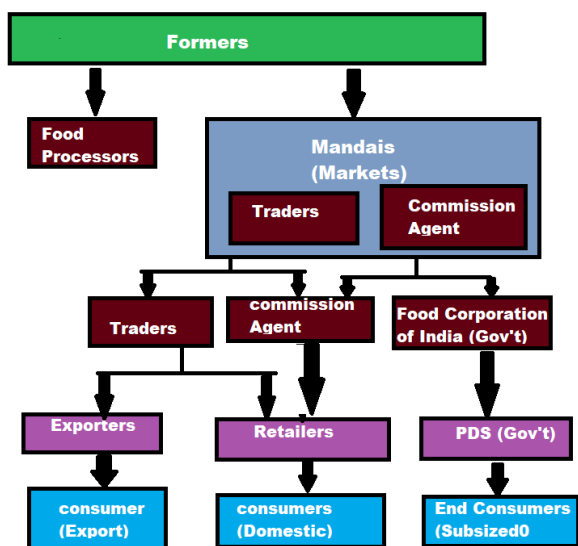 Formers
Food
Processors
Mandais
(Markets)
Traders
Commission
Agent
Traders
commission
Agent
Food Corporation
of India (Gov't)
Exporters
Retailers
PDS (Gov't)
consumer
(Export)
consumers
(Domestic)
End Consumers
(Subsized0